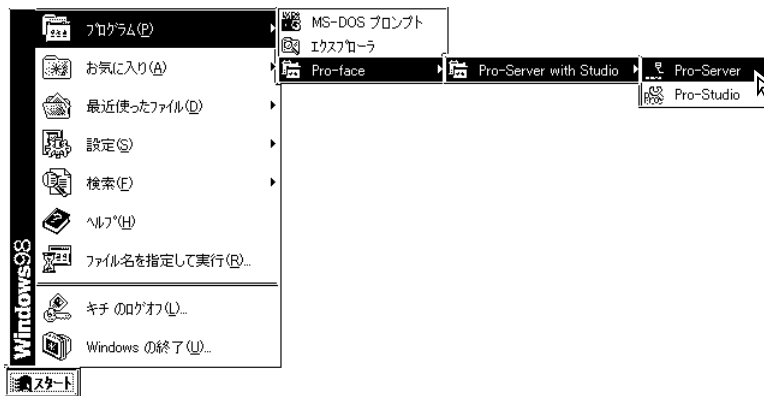 プログラム(P)
お気に入り(A)
最近使ったファイル(D)
設定(S)
検索(F)
ヘルプ(H)
ファイル名を指定して実行(R)...
キチ のログオフ(L)...
Windows の終了(U)...
Windows98
スタート
MS-DOS プロンプト
エクスプローラ
Pro-face
Pro-Server with Studio
Pro-Server
Pro-Studio